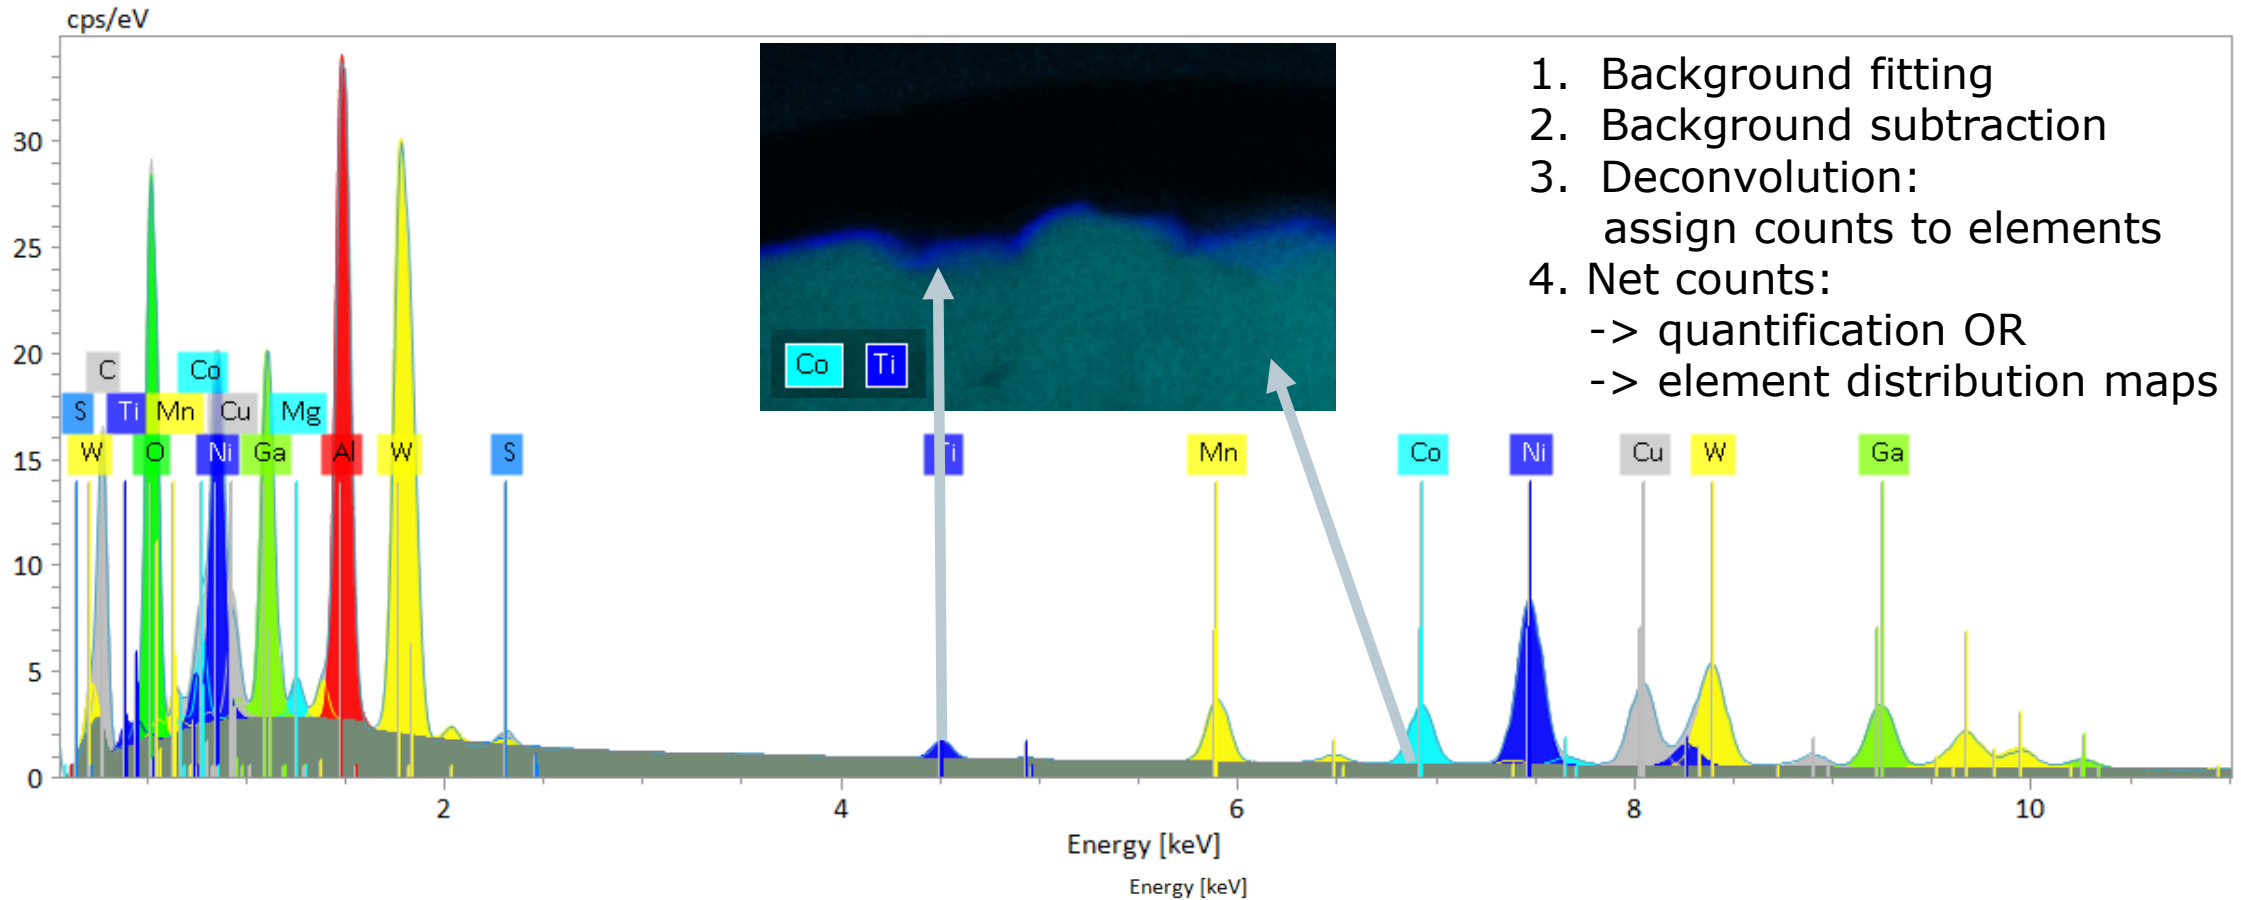 cps/eV
1. Background fitting
2. Background subtraction
3. Deconvolution:
assign counts to elements
4. Net counts:
-> quantification OR
-> element distribution maps
30
25
20
15
10
5
0
Co Ti
C Co
S Ti Mn Cu Mg
W O Ni Ga Al W S Ti Mn Co Ni Cu W Ga
2 4 6 8 10
Energy [keV]
Energy [keV]